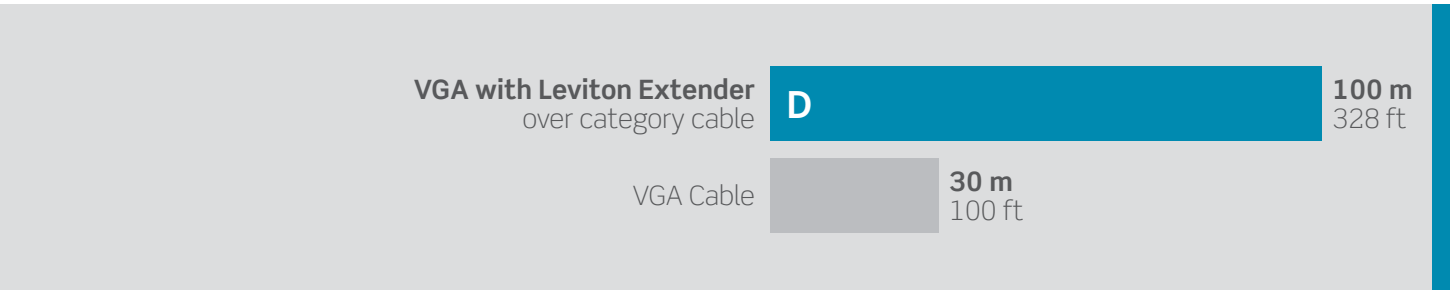 VGA with Leviton Extender
over category cable
D
100 m
328 ft
VGA Cable
30 m
100 ft